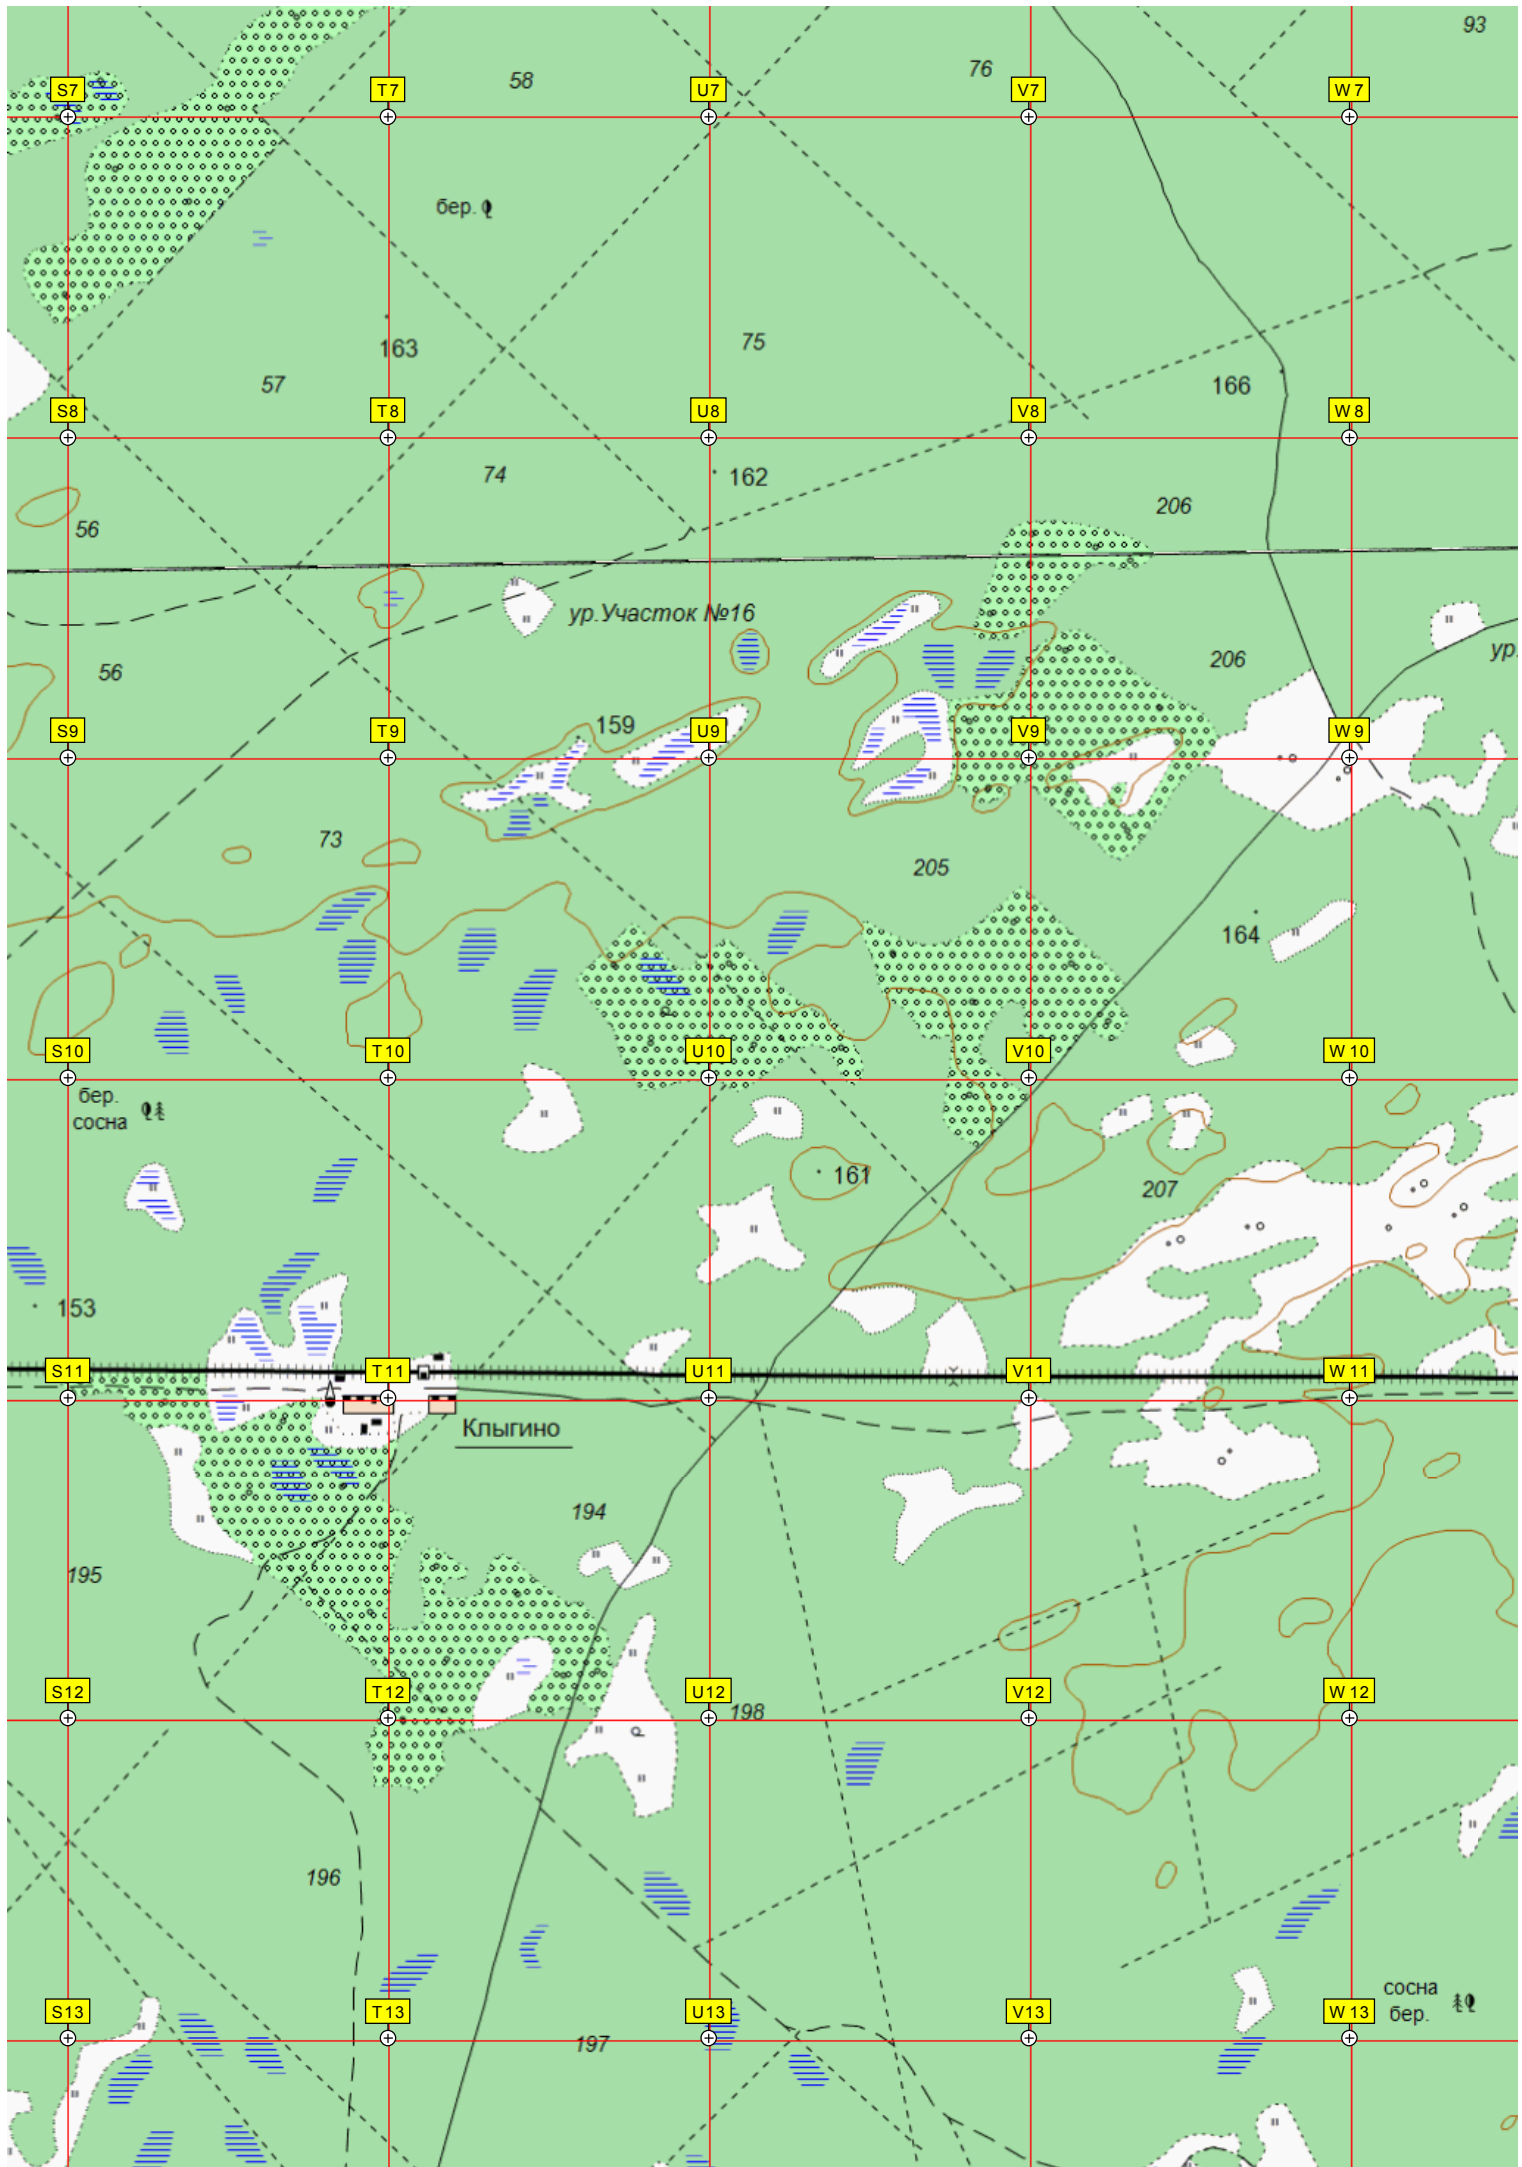 93
58
76
S7
T7
U7
V7
W7
бер.
163
75
57
166
S8
T8
U8
V8
W8
74
162
206
56
ур.Участок №16
206
ур.
56
159
S9
T9
U9
V9
W9
73
205
164
S10
T10
U10
V10
W10
бер.
сосна
161
207
153
S11
T11
U11
V11
W11
Клыгино
194
195
S12
T12
U12
V12
W12
198
196
сосна
бер.
S13
T13
U13
V13
W13
197